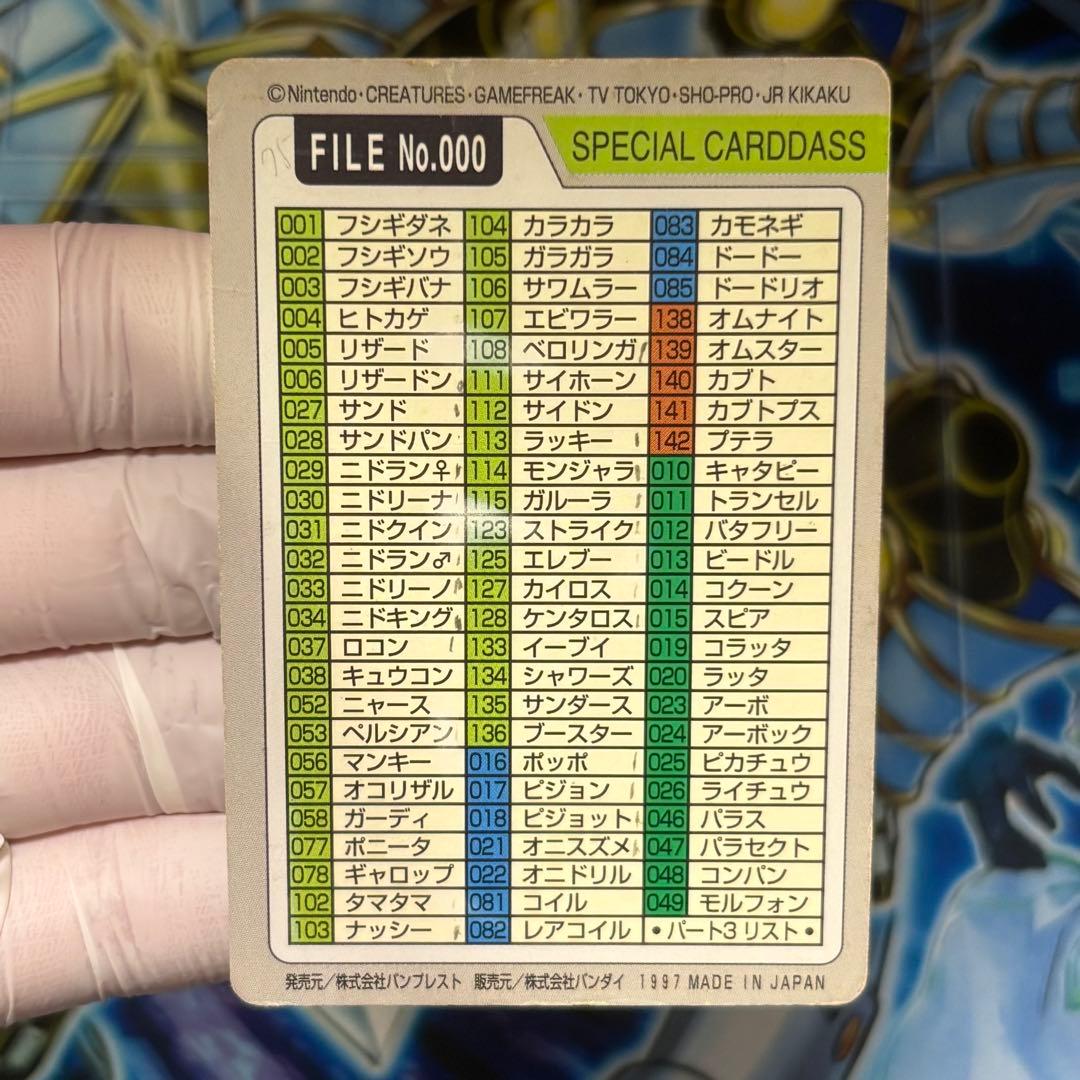 ©Nintendo・CREATURES・GAMEFREAK・TV TOKYO・SHO-PRO・JR KIKAKU
FILE No.000
SPECIAL CARDDASS
001 フシギダネ 104 カラカラ 083 カモネギ
002 フシギソウ 105 ガラガラ 084 ドードー
003 フシギバナ 106 サワムラー 085 ドードリオ
004 ヒトカゲ 107 エビワラー 138 オムナイト
005 リザード 108 ベロリンガ 139 オムスター
006 リザードン 111 サイホーン 140 カブト
027 サンド 112 サイドン 141 カブトプス
028 サンドパン 113 ラッキー 142 プテラ
029 ニドラン♀ 114 モンジャラ 010 キャタピー
030 ニドリーナ 115 ガルーラ 011 トランセル
031 ニドクイン 123 ストライク 012 バタフリー
032 ニドラン♂ 125 エレブー 013 ビードル
033 ニドリーノ 127 カイロス 014 コクーン
034 ニドキング 128 ケンタロス 015 スピア
037 ロコン 133 イーブイ 019 コラッタ
038 キュウコン 134 シャワーズ 020 ラッタ
052 ニャース 135 サンダース 023 アーボ
053 ペルシアン 136 ブースター 024 アーボック
056 マンキー 016 ポッポ 025 ピカチュウ
057 オコリザル 017 ピジョン 026 ライチュウ
058 ガーディ 018 ピジョット 046 パラス
077 ポニータ 021 オニスズメ 047 パラセクト
078 ギャロップ 022 オニドリル 048 コンパン
102 タマタマ 081 コイル 049 モルフォン
103 ナッシー 082 レアコイル •パート3 リスト•
発売元／株式会社バンプレスト 販売元／株式会社バンダイ 1997 MADE IN JAPAN